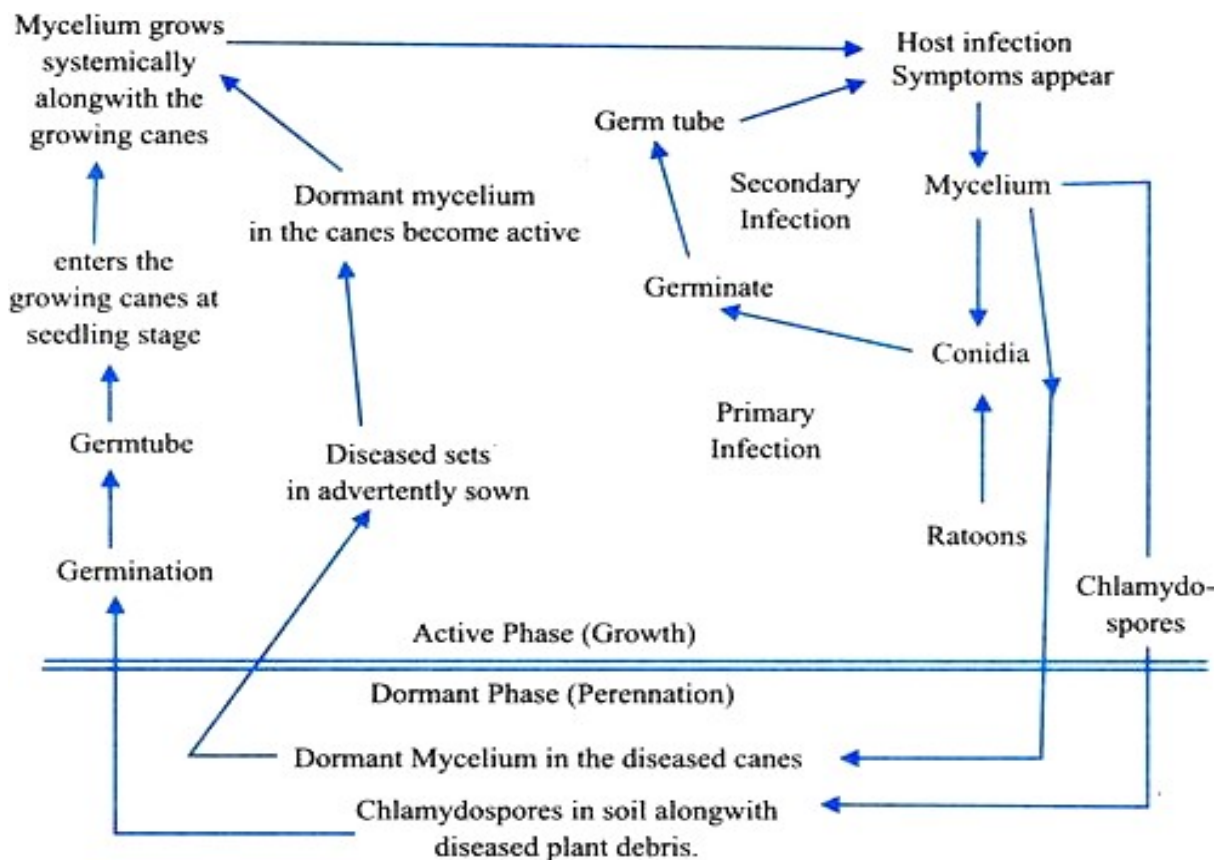 Mycelium grows
systemically
alongwith the
growing canes
Host infection
Symptoms appear
Germ tube
Secondary
Infection
Mycelium
Dormant mycelium
in the canes become active
enters the
growing canes at
seedling stage
Germinate
Conidia
Primary
Infection
Germtube
Diseased sets
in advertently sown
Ratoons
Germination
Chlamydo-
spores
Active Phase (Growth)
Dormant Phase (Perennation)
Dormant Mycelium in the diseased canes
Chlamydospores in soil alongwith
diseased plant debris.